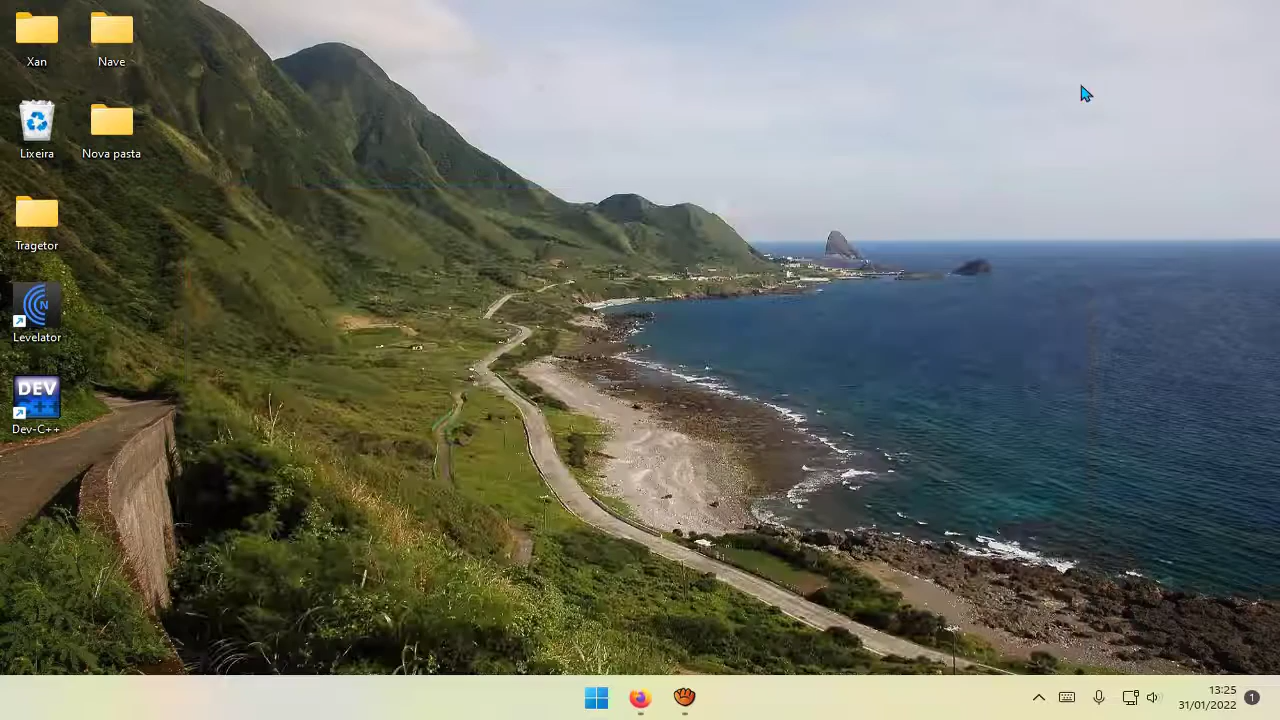 Xan
Nave
Lixeira
Nova pasta
Tragetor
N
Levelator
DEV
Dev-C++
13:25
31/01/2022
1